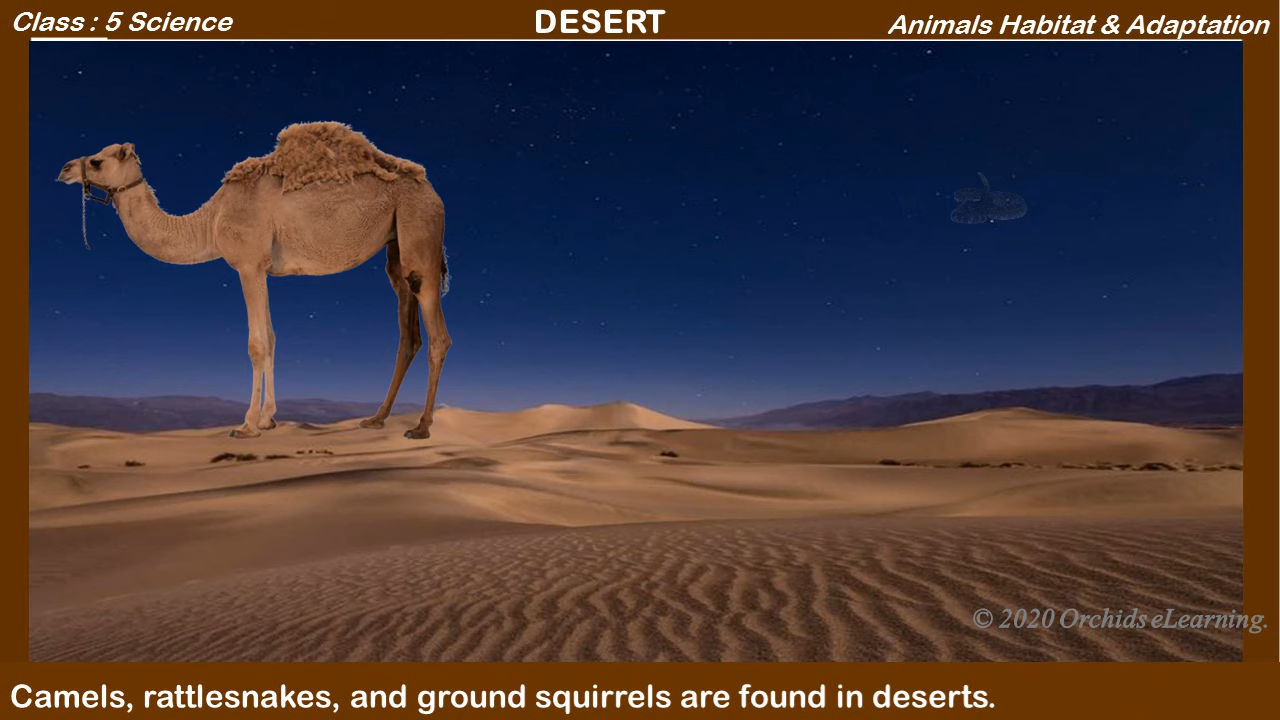 Class : 5 Science
DESERT
Animals Habitat & Adaptation
© 2020 Orchids eLearning.
Camels, rattlesnakes, and ground squirrels are found in deserts.